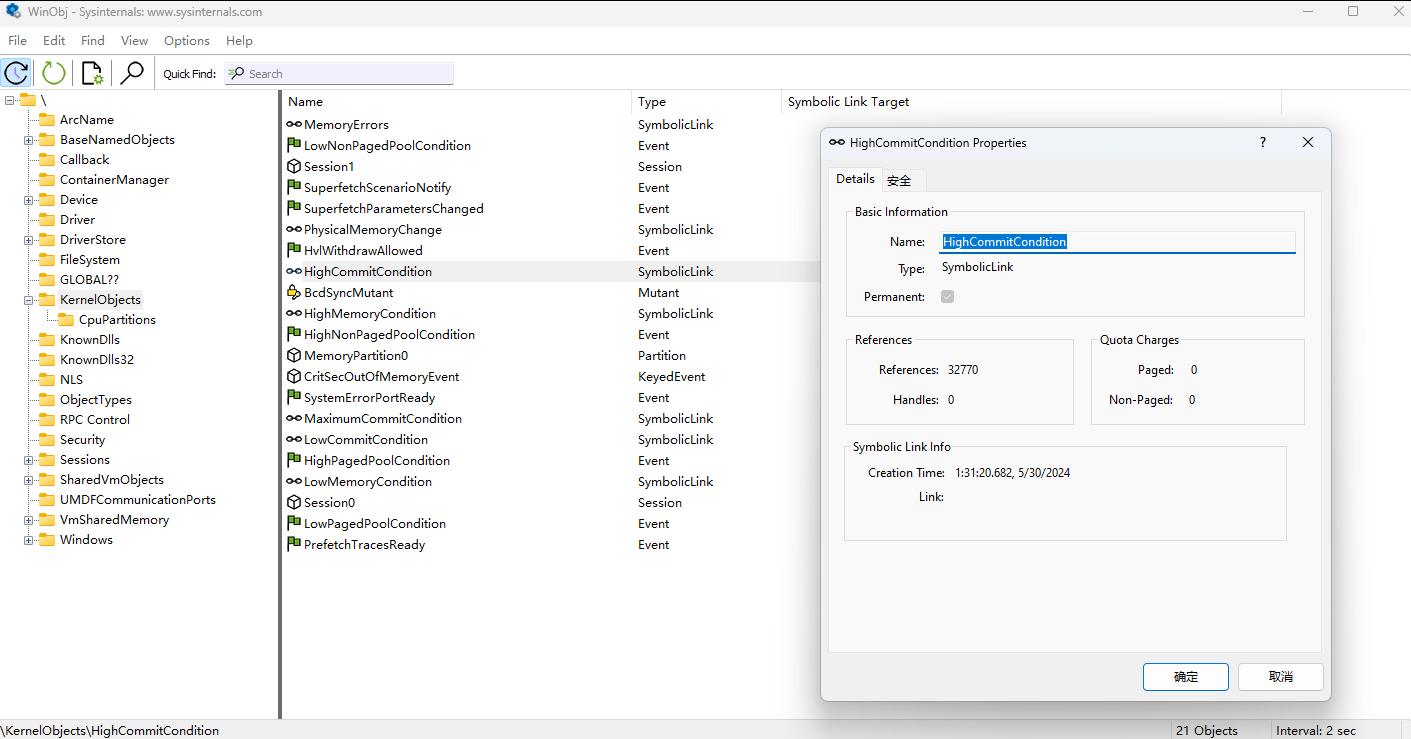 WinObj - Sysinternals: www.sysinternals.com
File Edit Find View Options Help
Quick Find: Search
\
ArcName
BaseNamedObjects
Callback
ContainerManager
Device
Driver
DriverStore
FileSystem
GLOBAL??
KernelObjects
CpuPartitions
KnownDlls
KnownDlls32
NLS
ObjectTypes
RPC Control
Security
Sessions
SharedVmObjects
UMDFCommunicationPorts
VmSharedMemory
Windows
Name Type Symbolic Link Target
MemoryErrors SymbolicLink
LowNonPagedPoolCondition Event
Session1 Session
SuperfetchScenarioNotify Event
SuperfetchParametersChanged Event
PhysicalMemoryChange SymbolicLink
HvlWithdrawAllowed Event
HighCommitCondition SymbolicLink
BcdSyncMutant Mutant
HighMemoryCondition SymbolicLink
HighNonPagedPoolCondition Event
MemoryPartition0 Partition
CritSecOutOfMemoryEvent KeyedEvent
SystemErrorPortReady Event
MaximumCommitCondition SymbolicLink
LowCommitCondition SymbolicLink
HighPagedPoolCondition Event
LowMemoryCondition SymbolicLink
Session0 Session
LowPagedPoolCondition Event
PrefetchTracesReady Event
HighCommitCondition Properties ?
Details 安全
Basic Information
Name: HighCommitCondition
Type: SymbolicLink
Permanent:
References Quota Charges
References: 32770 Paged: 0
Handles: 0 Non-Paged: 0
Symbolic Link Info
Creation Time: 1:31:20.682, 5/30/2024
Link:
确定 取消
\KernelObjects\HighCommitCondition 21 Objects Interval: 2 sec